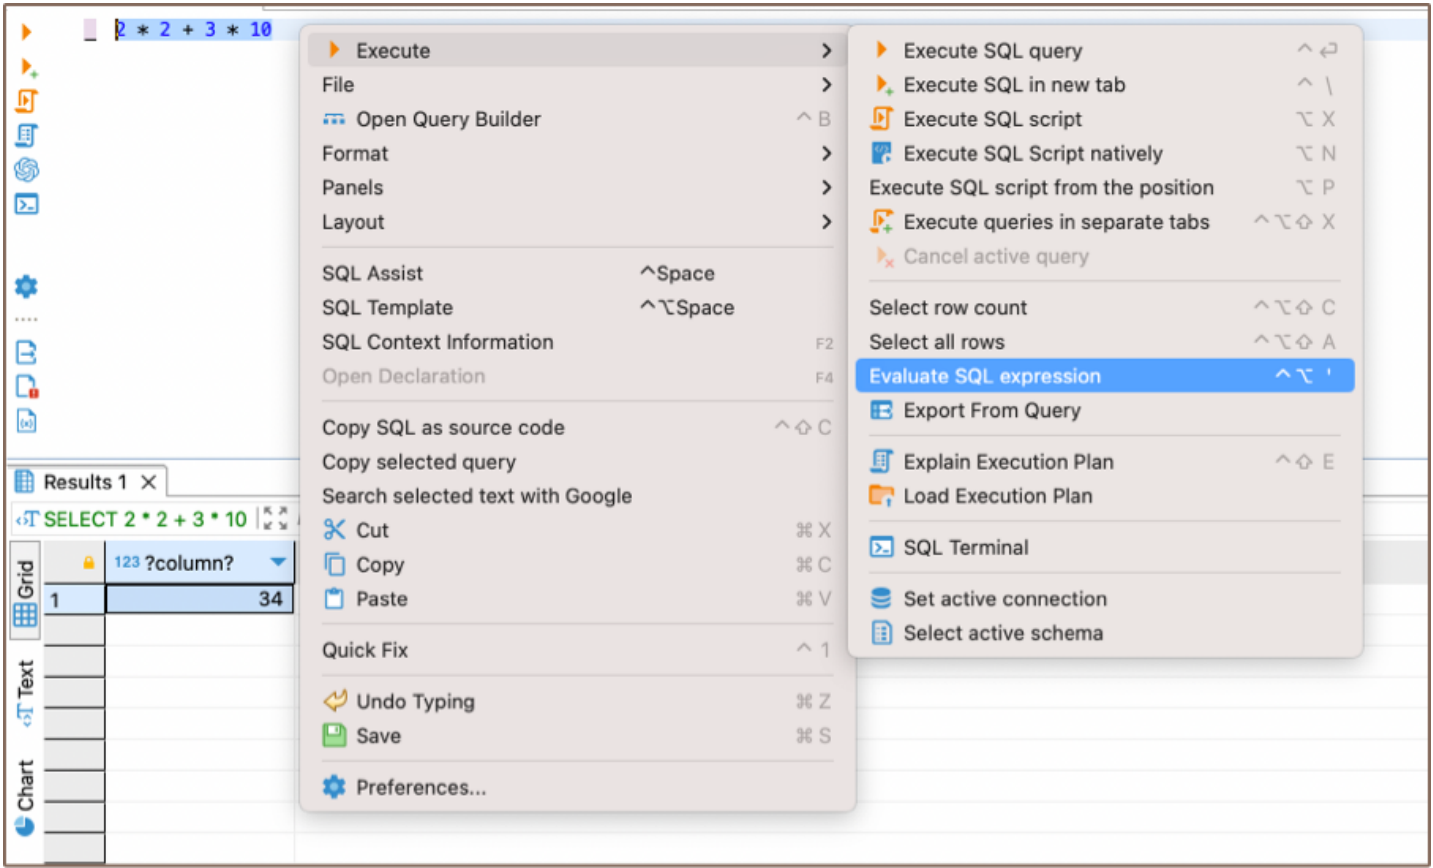 2 * 2 + 3 * 10
Execute
File
Open Query Builder ^ B
Format
Panels
Layout
SQL Assist ^Space
SQL Template ^⌥Space
SQL Context Information F2
Open Declaration F4
Copy SQL as source code ^ ⇧ C
Copy selected query
Search selected text with Google
Cut ⌘ X
Copy ⌘ C
Paste ⌘ V
Quick Fix ^ 1
Undo Typing ⌘ Z
Save ⌘ S
Preferences...
Execute SQL query ^ ⏎
Execute SQL in new tab ^ \
Execute SQL script ⌥ X
Execute SQL Script natively ⌥ N
Execute SQL script from the position ⌥ P
Execute queries in separate tabs ^⌥⇧ X
Cancel active query
Select row count ^⌥⇧ C
Select all rows ^⌥⇧ A
Evaluate SQL expression ^⌥ '
Export From Query
Explain Execution Plan ^ ⇧ E
Load Execution Plan
SQL Terminal
Set active connection
Select active schema
Results 1
SELECT 2 * 2 + 3 * 10
123 ?column?
1 34
Grid
Text
Chart